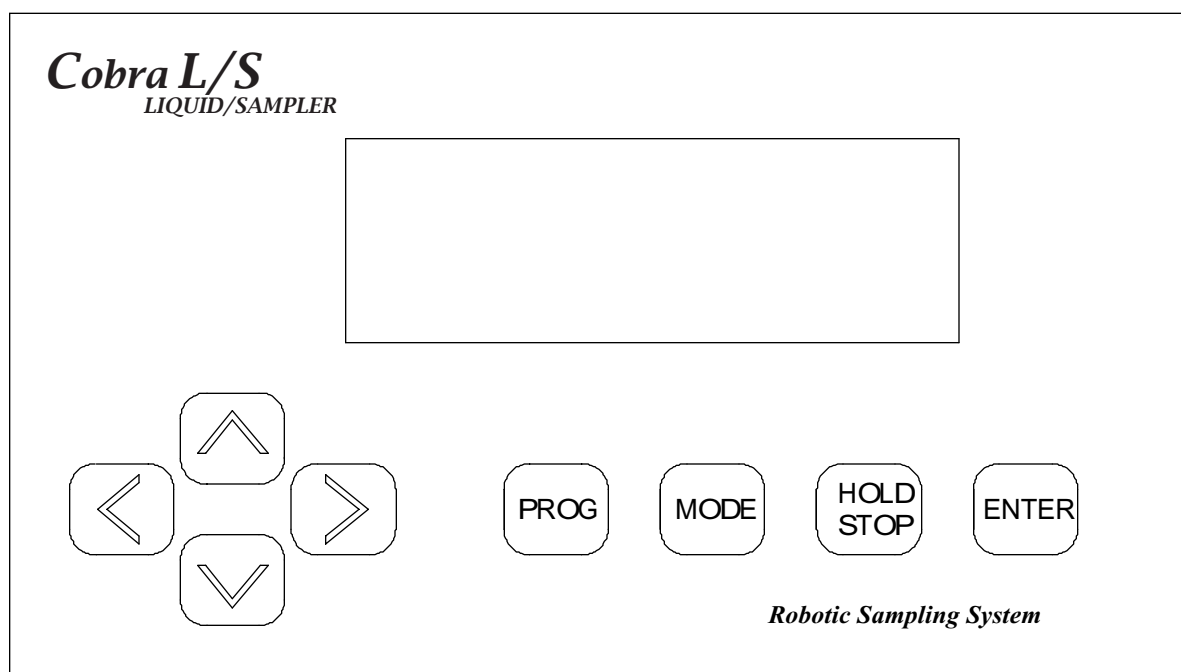 Cobra L/S
LIQUID/SAMPLER
PROG
MODE
HOLD
STOP
ENTER
Robotic Sampling System